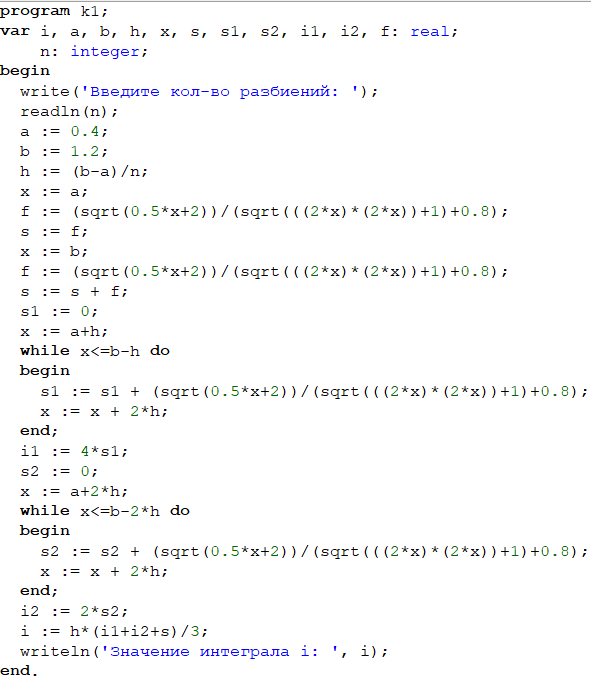 program k1;
var i, a, b, h, x, s, s1, s2, i1, i2, f: real;
    n: integer;
begin
  write('Введите кол-во разбиений: ');
  readln(n);
  a := 0.4;
  b := 1.2;
  h := (b-a)/n;
  x := a;
  f := (sqrt(0.5*x+2))/(sqrt(((2*x)*(2*x))+1)+0.8);
  s := f;
  x := b;
  f := (sqrt(0.5*x+2))/(sqrt(((2*x)*(2*x))+1)+0.8);
  s := s + f;
  s1 := 0;
  x := a+h;
  while x<=b-h do
  begin
    s1 := s1 + (sqrt(0.5*x+2))/(sqrt(((2*x)*(2*x))+1)+0.8);
    x := x + 2*h;
  end;
  i1 := 4*s1;
  s2 := 0;
  x := a+2*h;
  while x<=b-2*h do
  begin
    s2 := s2 + (sqrt(0.5*x+2))/(sqrt(((2*x)*(2*x))+1)+0.8);
    x := x + 2*h;
  end;
  i2 := 2*s2;
  i := h*(i1+i2+s)/3;
  writeln('Значение интеграла i: ', i);
end.